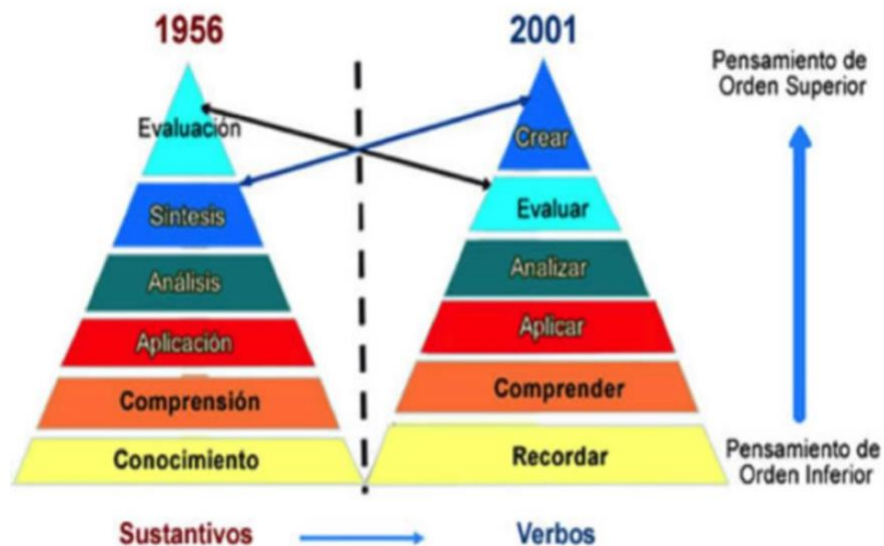 1956
Evaluación
Síntesis
Análisis
Aplicación
Comprensión
Conocimiento
Sustantivos
2001
Crear
Evaluar
Analizar
Aplicar
Comprender
Recordar
Verbos
Pensamiento de
Orden Superior
Pensamiento de
Orden Inferior